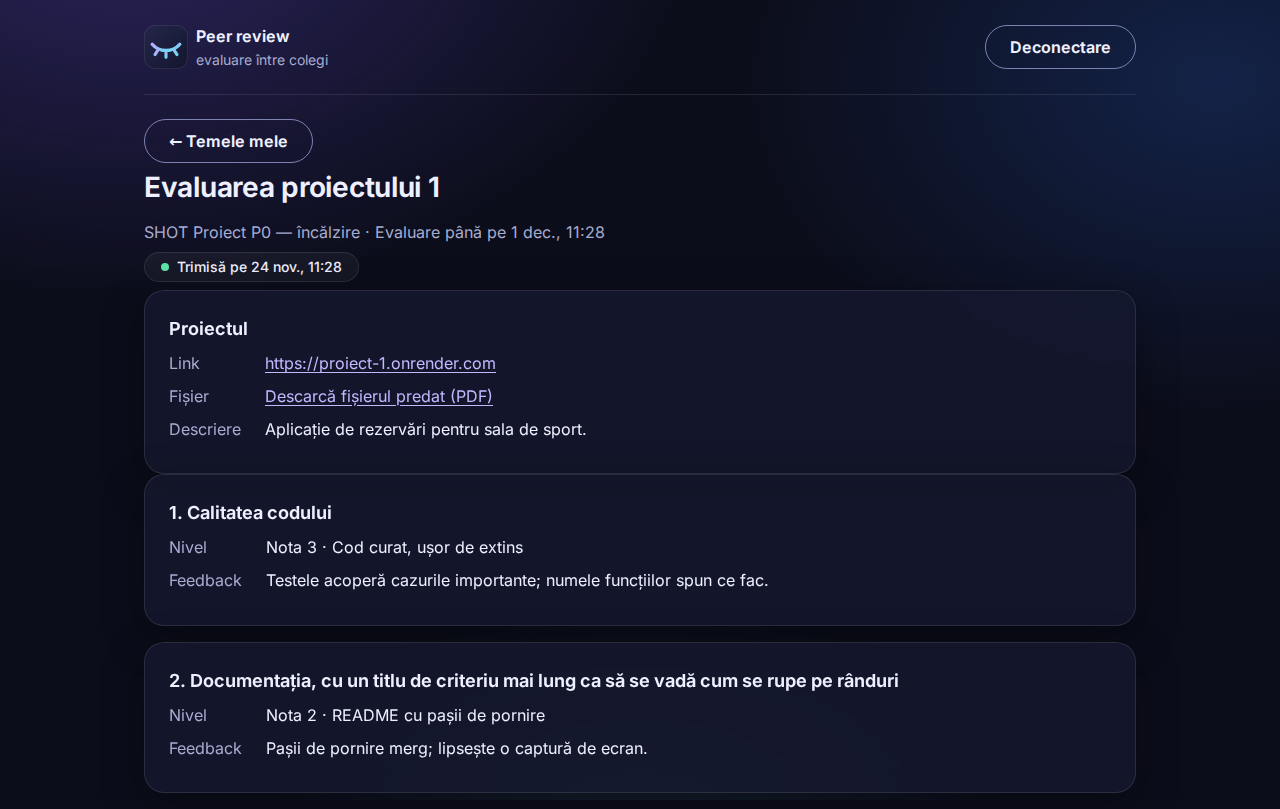 Peer review
evaluare între colegi
Deconectare
← Temele mele
Evaluarea proiectului 1
SHOT Proiect P0 — încălzire · Evaluare până pe 1 dec., 11:28
Trimisă pe 24 nov., 11:28
Proiectul
Link https://proiect-1.onrender.com
Fișier Descarcă fișierul predat (PDF)
Descriere Aplicație de rezervări pentru sala de sport.
1. Calitatea codului
Nivel Nota 3 · Cod curat, ușor de extins
Feedback Testele acoperă cazurile importante; numele funcțiilor spun ce fac.
2. Documentația, cu un titlu de criteriu mai lung ca să se vadă cum se rupe pe rânduri
Nivel Nota 2 · README cu pașii de pornire
Feedback Pașii de pornire merg; lipsește o captură de ecran.